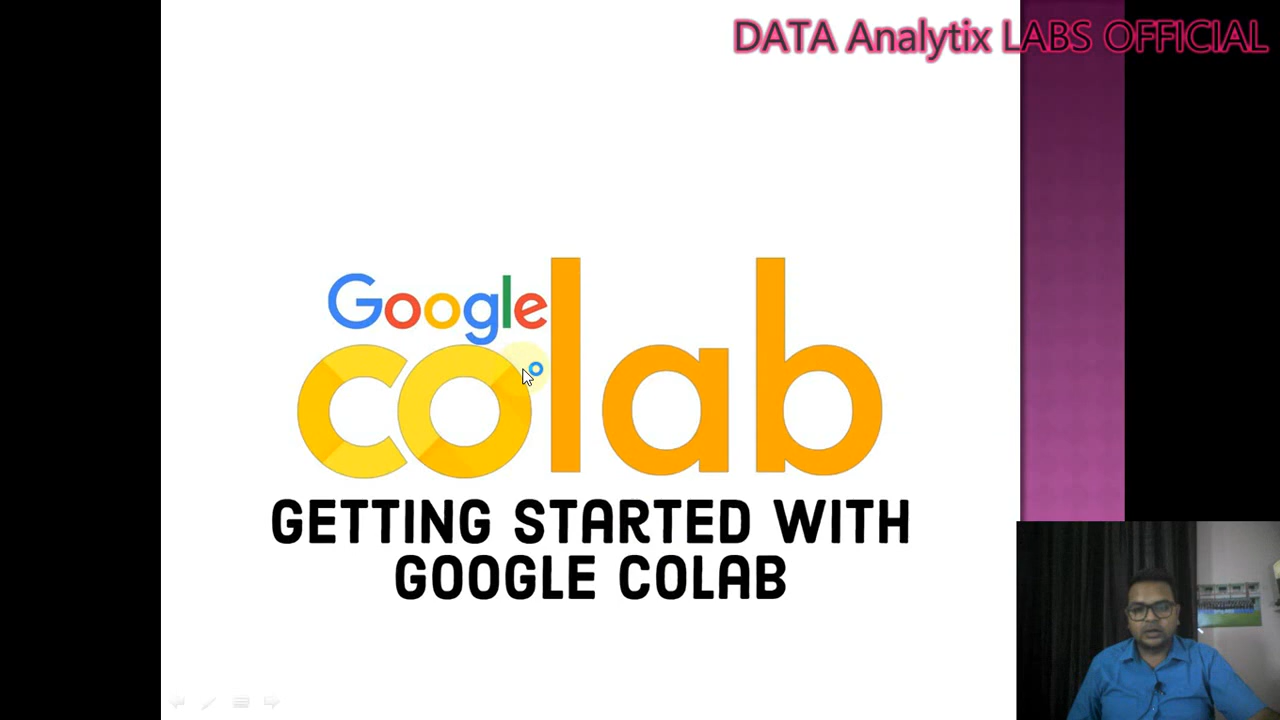 DATA Analytix LABS OFFICIAL
Google
colab
GETTING STARTED WITH
GOOGLE COLAB